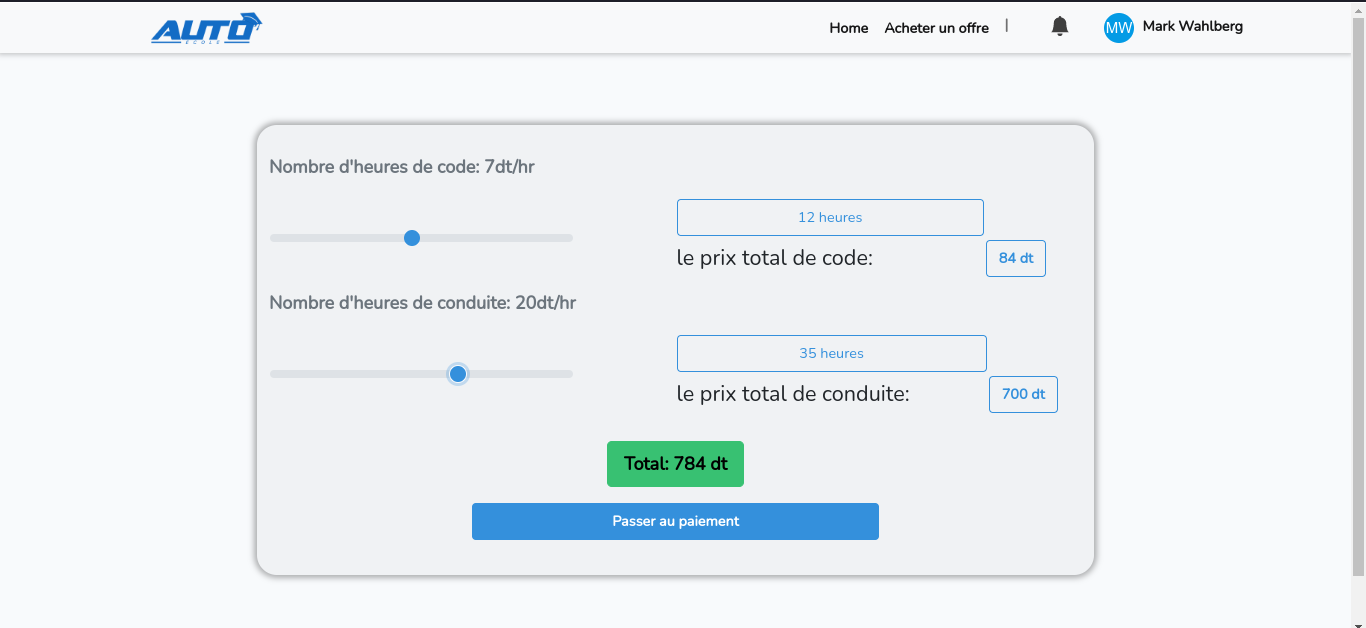 AUTO
ECOLE
Home Acheter un offre | MW Mark Wahlberg
Nombre d'heures de code: 7dt/hr
12 heures
le prix total de code: 84 dt
Nombre d'heures de conduite: 20dt/hr
35 heures
le prix total de conduite: 700 dt
Total: 784 dt
Passer au paiement